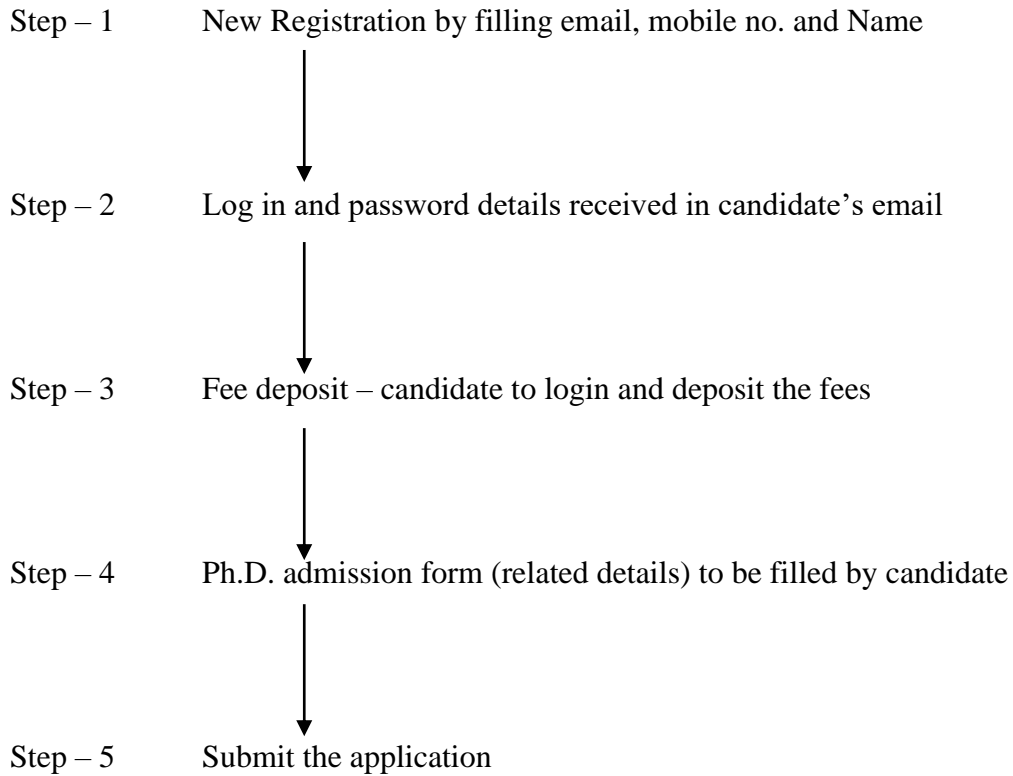 Step – 1 New Registration by filling email, mobile no. and Name
Step – 2 Log in and password details received in candidate’s email
Step – 3 Fee deposit – candidate to login and deposit the fees
Step – 4 Ph.D. admission form (related details) to be filled by candidate
Step – 5 Submit the application